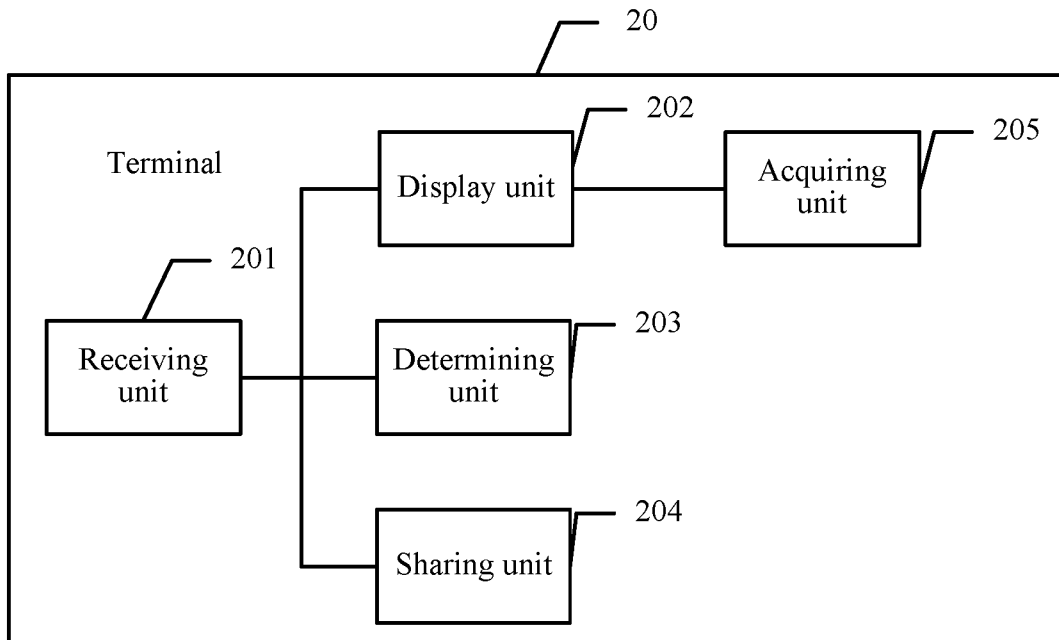 20
202
205
Terminal
Display unit
Acquiring
unit
201
203
Receiving
unit
Determining
unit
204
Sharing unit